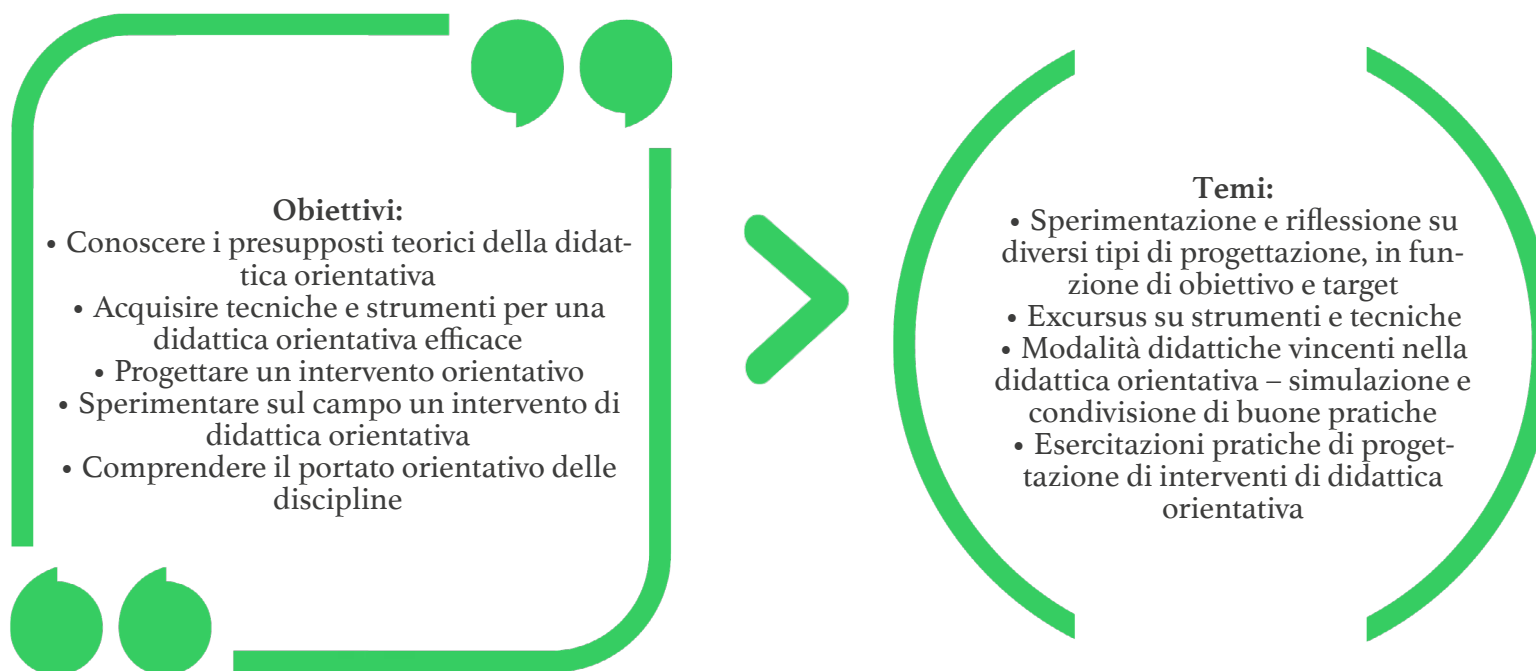 Obiettivi:
• Conoscere i presupposti teorici della didat-
tica orientativa
• Acquisire tecniche e strumenti per una
didattica orientativa efficace
• Progettare un intervento orientativo
• Sperimentare sul campo un intervento di
didattica orientativa
• Comprendere il portato orientativo delle
discipline
Temi:
• Sperimentazione e riflessione su
diversi tipi di progettazione, in fun-
zione di obiettivo e target
• Excursus su strumenti e tecniche
• Modalità didattiche vincenti nella
didattica orientativa – simulazione e
condivisione di buone pratiche
• Esercitazioni pratiche di proget-
tazione di interventi di didattica
orientativa